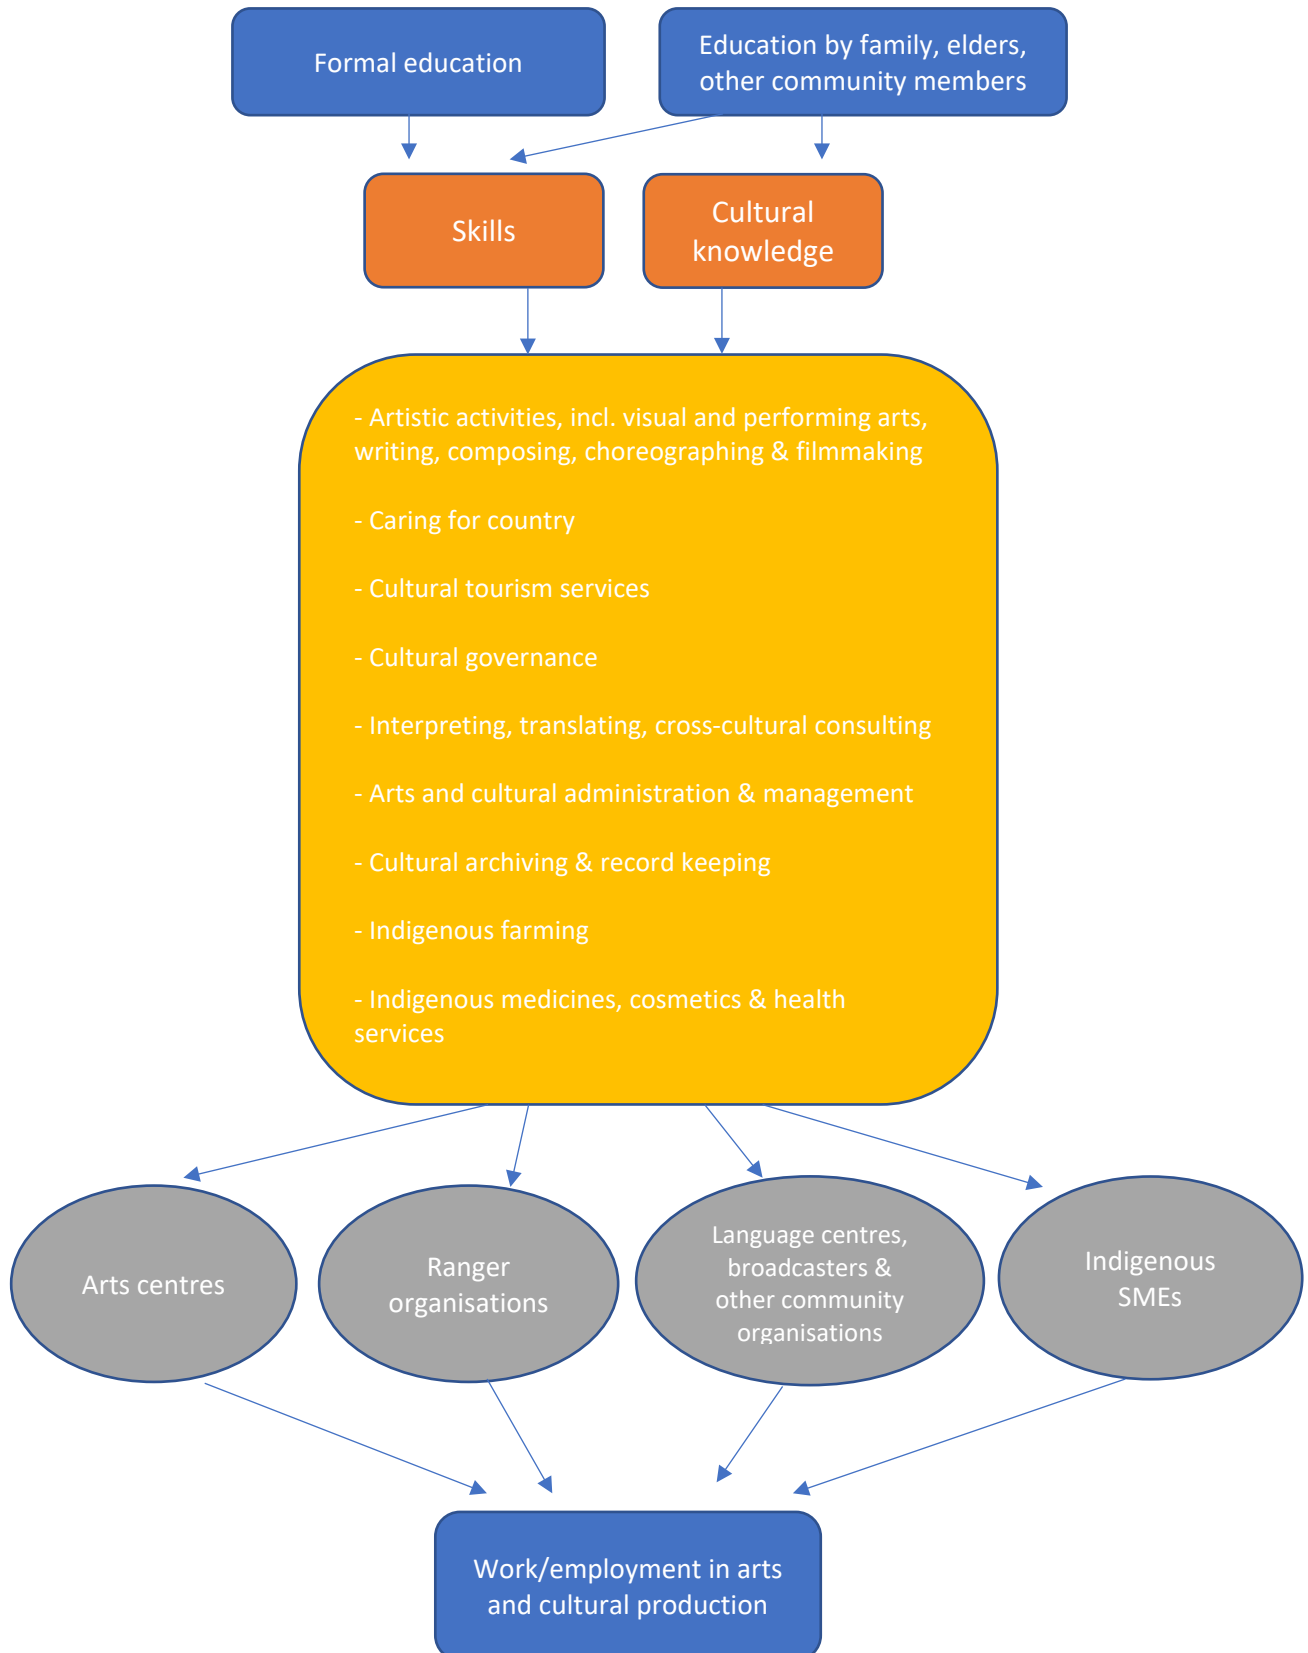 Formal education
Education by family, elders,
other community members
Skills
Cultural
knowledge
- Artistic activities, incl. visual and performing arts,
writing, composing, choreographing & filmmaking
- Caring for country
- Cultural tourism services
- Cultural governance
- Interpreting, translating, cross-cultural consulting
- Arts and cultural administration & management
- Cultural archiving & record keeping
- Indigenous farming
- Indigenous medicines, cosmetics & health
services
Arts centres
Ranger
organisations
Language centres,
broadcasters &
other community
organisations
Indigenous
SMEs
Work/employment in arts
and cultural production